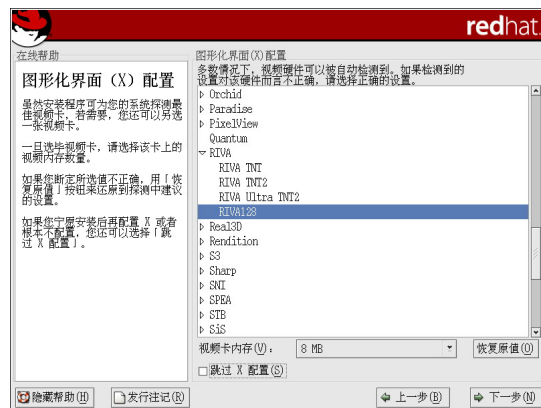 redhat.
在线帮助
图形化界面 (X) 配置
虽然安装程序可为您的系统探测最
佳视频卡，若需要，您还可以另选
一张视频卡。
一旦选毕视频卡，请选择该卡上的
视频内存数量。
如果您断定所选值不正确，用「恢
复原值」按钮来还原到探测中建议
的设置。
如果您宁愿安装后再配置 X 或者
根本不配置，您还可以选择「跳
过 X 配置」。
图形化界面(X)配置
多数情况下，视频硬件可以被自动检测到。如果检测到的
设置对该硬件而言不正确，请选择正确的设置。
Orchid
Paradise
PixelView
Quantum
RIVA
RIVA TNT
RIVA TNT2
RIVA Ultra TNT2
RIVA128
Real3D
Rendition
S3
Sharp
SNI
SPEA
STB
SiS
视频卡内存(V)： 8 MB 恢复原值(O)
跳过 X 配置(S)
隐藏帮助(H) 发行注记(R) 上一步(B) 下一步(N)